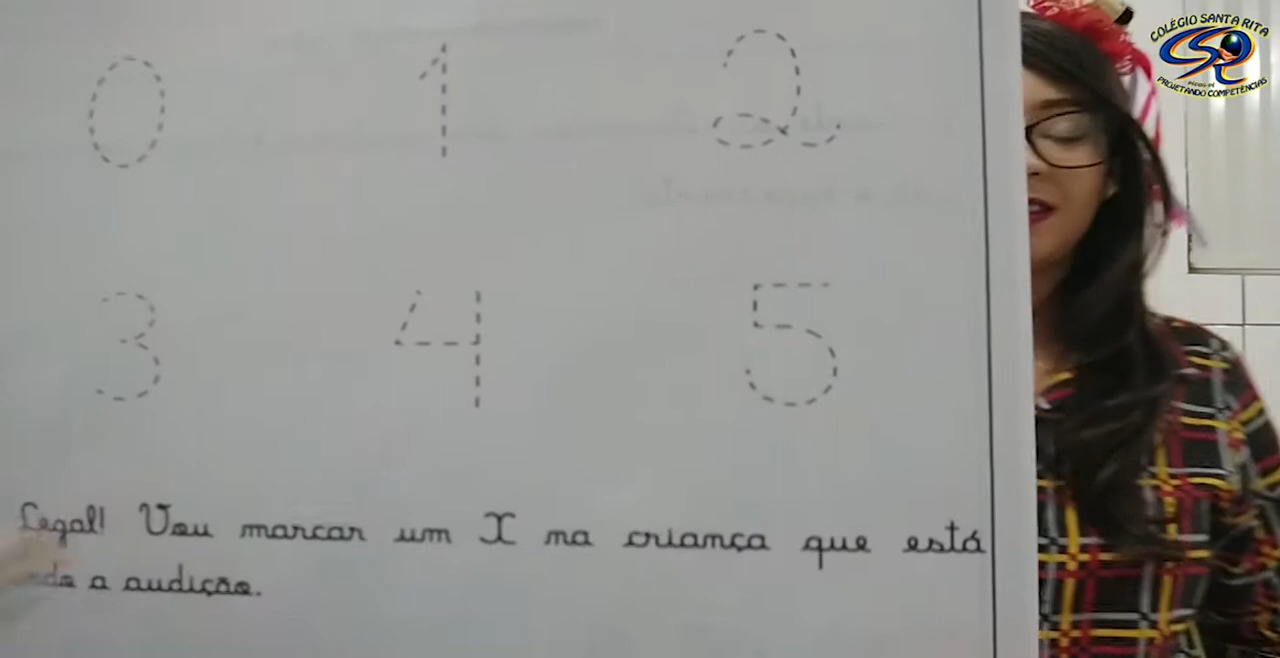 COLÉGIO SANTA RITA
PROJETANDO COMPETÊNCIAS
0 1 2
3 4 5
Legal! Vou marcar um X na criança que está
a audição.